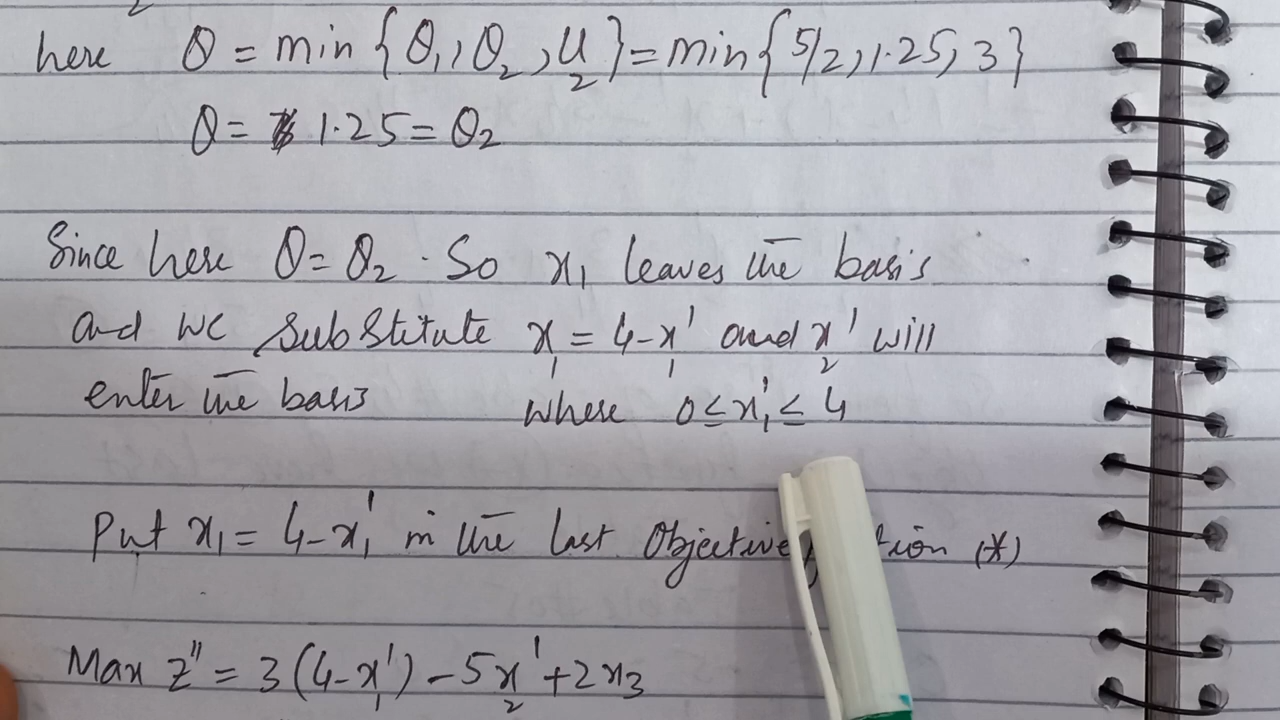 here θ = min {θ₁, θ₂, u₂} = min {5/2, 1.25, 3}
θ = 1.25 = θ₂
Since here θ = θ₂. So x₁ leaves the basis
and we substitute x₁ = 4-x₁' and x₂' will
enter the basis where 0 ≤ x₁' ≤ 4
Put x₁ = 4-x₁' in the last Objective tion (*)
Max z'' = 3(4-x₁') - 5x₂' + 2x₃